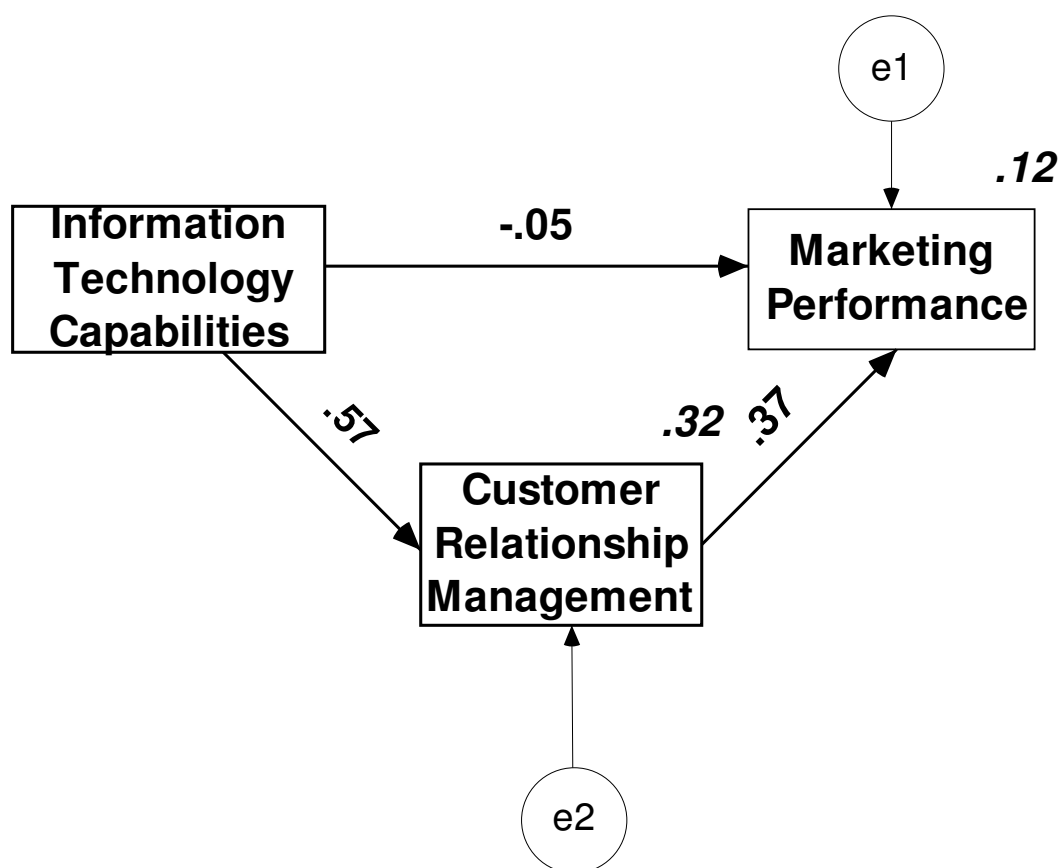 e1
.12
Information
Technology
Capabilities
-.05
Marketing
Performance
.57
.32
.37
Customer
Relationship
Management
e2